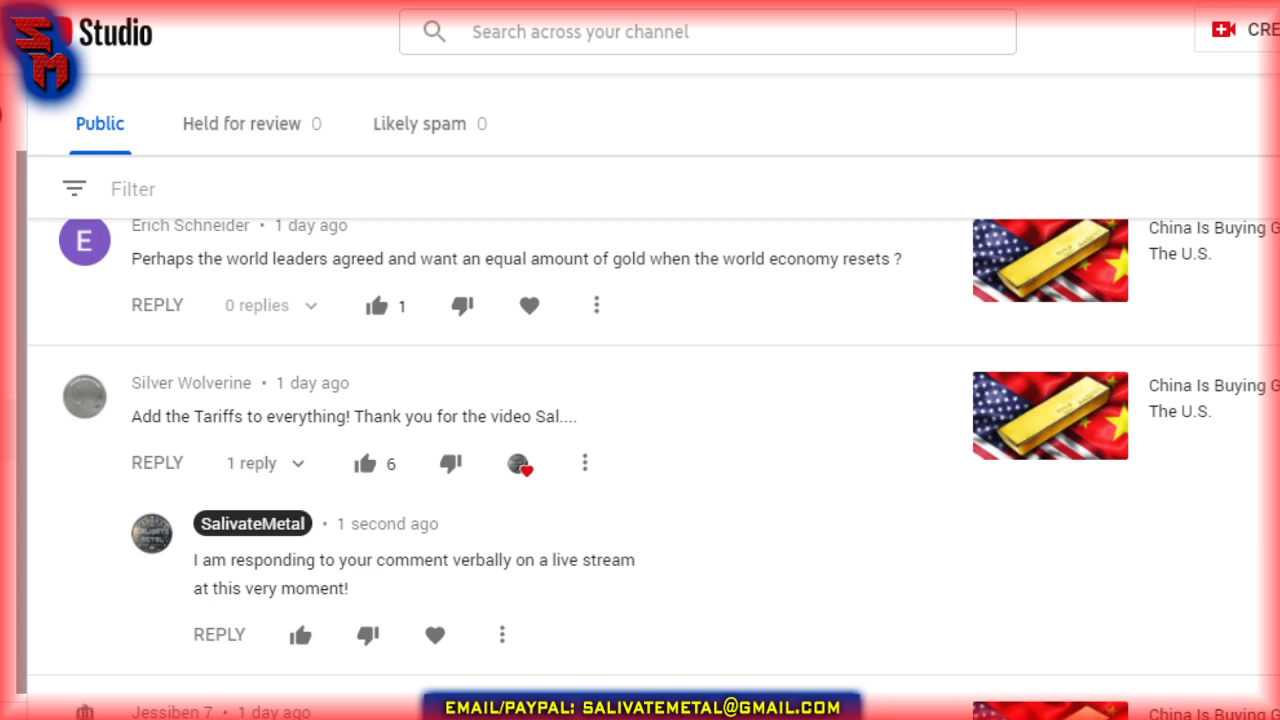 SM
Studio
Search across your channel
CRE
Public
Held for review 0
Likely spam 0
Filter
E
Erich Schneider • 1 day ago
Perhaps the world leaders agreed and want an equal amount of gold when the world economy resets ?
REPLY 0 replies 1
China Is Buying G
The U.S.
Silver Wolverine • 1 day ago
Add the Tariffs to everything! Thank you for the video Sal....
REPLY 1 reply 6
China Is Buying G
The U.S.
SalivateMetal • 1 second ago
I am responding to your comment verbally on a live stream
at this very moment!
REPLY
Jessiben 7 • 1 day ago
China Is Buying G
EMAIL/PAYPAL: SALIVATEMETAL@GMAIL.COM